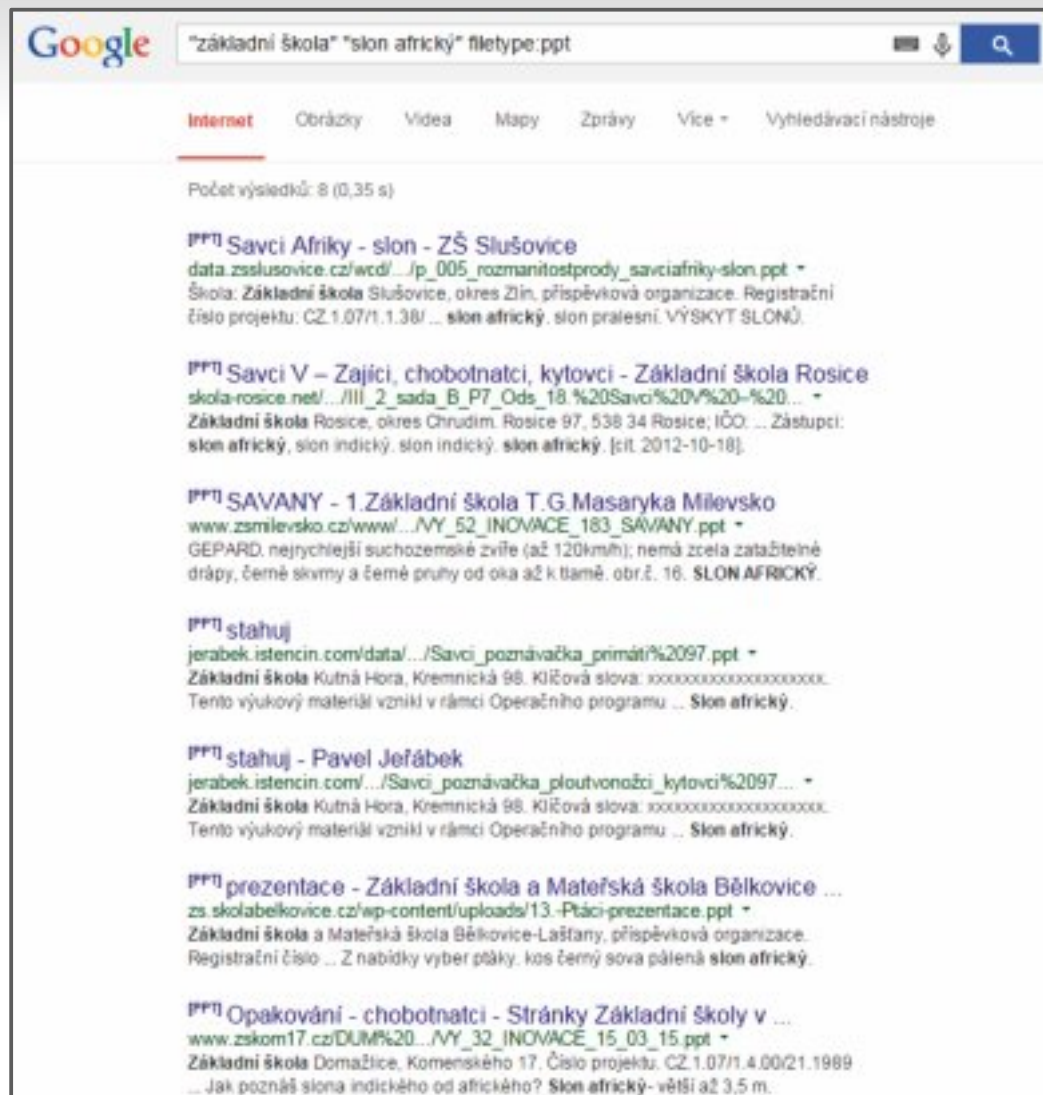 Google "základní škola" "slon africký" filetype:ppt
Internet Obrázky Videa Mapy Zprávy Více Vyhledávací nástroje
Počet výsledků: 8 (0,35 s)
[PPT] Savci Afriky - slon - ZŠ Slušovice
data.zsslusovice.cz/wcd/.../p_005_rozmanitostprody_savciafriky-slon.ppt
Škola: Základní škola Slušovice, okres Zlín, příspěvková organizace. Registrační
číslo projektu: CZ.1.07/1.1.38/ ... slon africký. slon pralesní. VÝSKYT SLONŮ.
[PPT] Savci V – Zajíci, chobotnatci, kytovci - Základní škola Rosice
skola-rosice.net/.../III_2_sada_B_P7_Ods_18.%20Savci%20V%20–%20...
Základní škola Rosice, okres Chrudim. Rosice 97, 538 34 Rosice; IČO: ... Zástupci:
slon africký, slon indický. slon indický. slon africký. [cit. 2012-10-18].
[PPT] SAVANY - 1.Základní škola T.G.Masaryka Milevsko
www.zsmilevsko.cz/www/.../VY_52_INOVACE_183_SAVANY.ppt
GEPARD. nejrychlejší suchozemské zvíře (až 120km/h); nemá zcela zatažitelné
drápy, černé skvrny a černé pruhy od oka až k tlamě. obr.č. 16. SLON AFRICKÝ.
[PPT] stahuj
jerabek.istencin.com/data/.../Savci_poznávačka_primáti%2097.ppt
Základní škola Kutná Hora, Kremnická 98. Klíčová slova: xxxxxxxxxxxxxxxxxxxxx.
Tento výukový materiál vznikl v rámci Operačního programu ... Slon africký.
[PPT] stahuj - Pavel Jeřábek
jerabek.istencin.com/.../Savci_poznávačka_ploutvonožci_kytovci%2097...
Základní škola Kutná Hora, Kremnická 98. Klíčová slova: xxxxxxxxxxxxxxxxxxxxx.
Tento výukový materiál vznikl v rámci Operačního programu ... Slon africký.
[PPT] prezentace - Základní škola a Mateřská škola Bělkovice ...
zs.skolabelkovice.cz/wp-content/uploads/13.-Ptáci-prezentace.ppt
Základní škola a Mateřská škola Bělkovice-Lašťany, příspěvková organizace.
Registrační číslo ... Z nabídky vyber ptáky. kos černý sova pálená slon africký.
[PPT] Opakování - chobotnatci - Stránky Základní školy v ...
www.zskom17.cz/DUM%20.../VY_32_INOVACE_15_03_15.ppt
Základní škola Domažlice, Komenského 17. Číslo projektu. CZ.1.07/1.4.00/21.1989
... Jak poznáš slona indického od afrického? Slon africký- větší až 3,5 m.